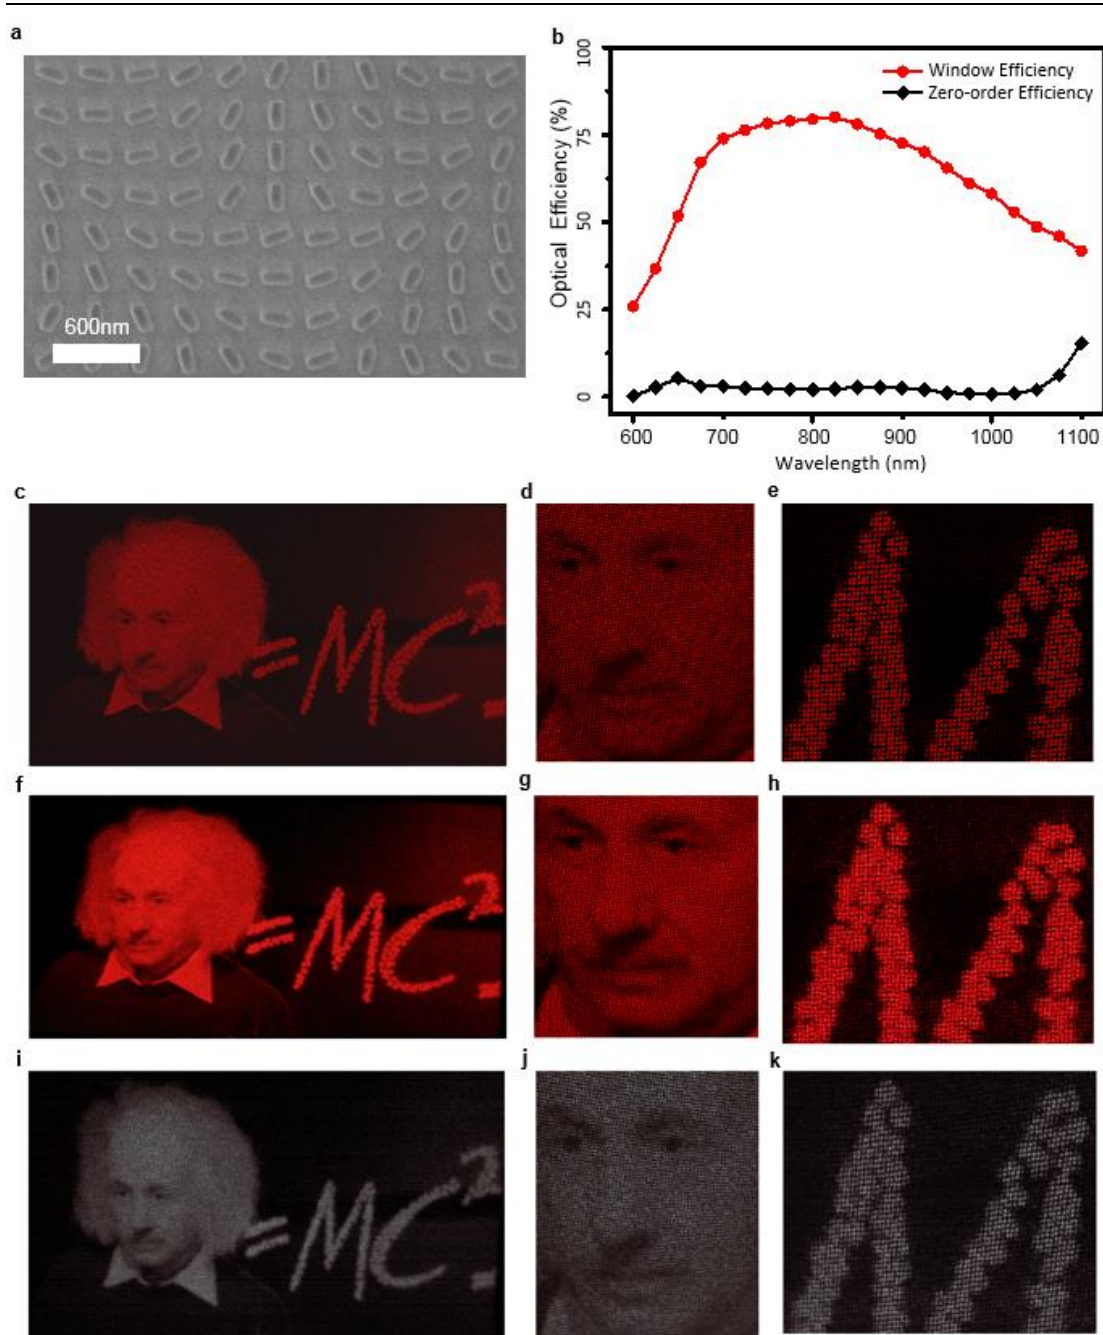 a
600nm
b
Optical Efficiency (%)
100
75
50
25
0
Window Efficiency
Zero-order Efficiency
600 700 800 900 1000 1100
Wavelength (nm)
c d e
= MC²
f g h
= MC²
i j k
= MC²